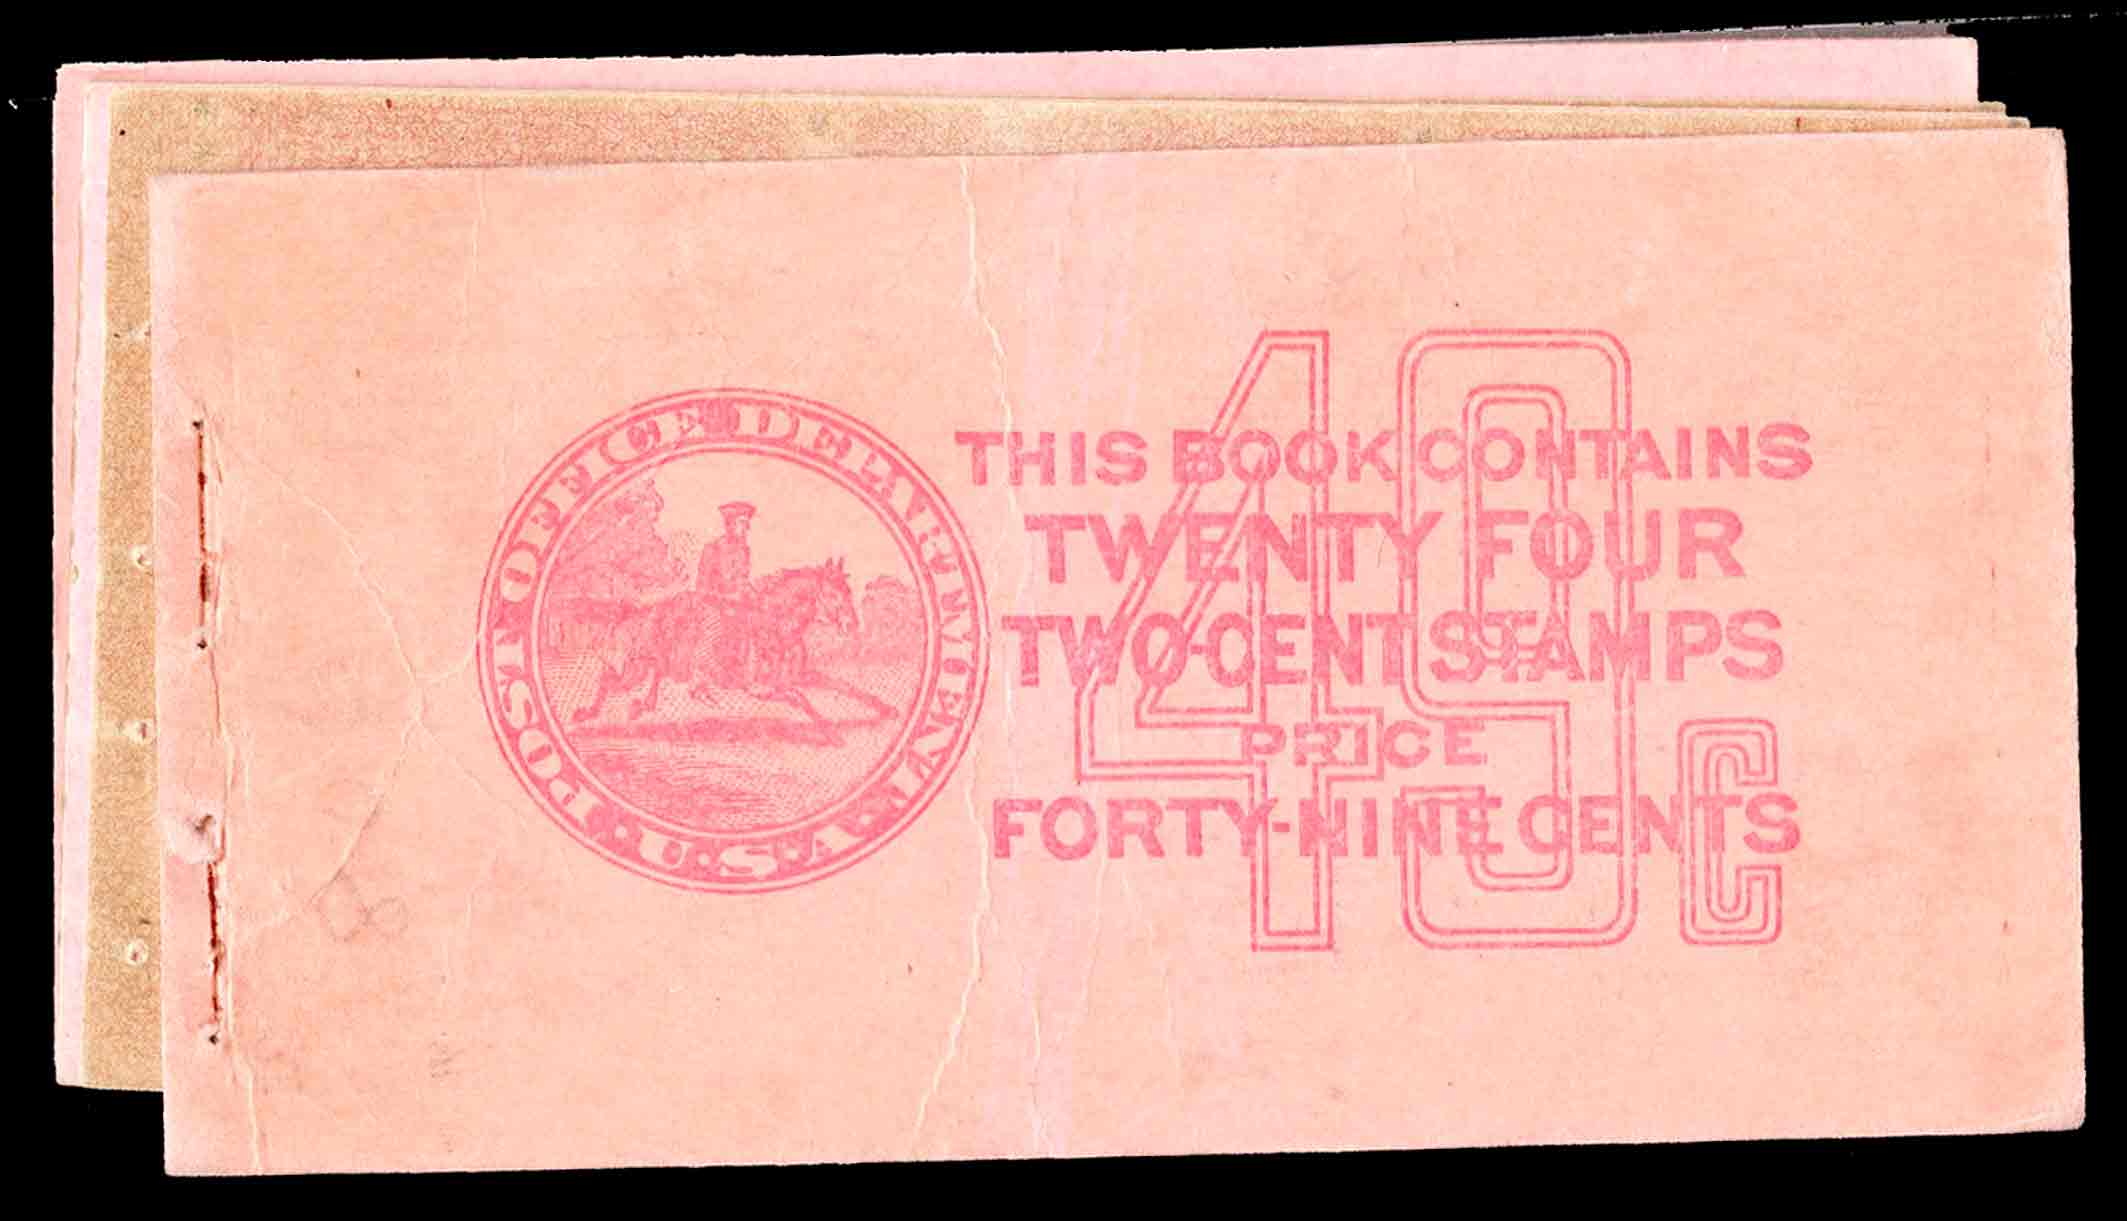 POST OFFICE DEPARTMENT
· U · S · A ·
THIS BOOK CONTAINS
TWENTY FOUR
TWO-CENT STAMPS
PRICE
FORTY-NINE CENTS
49c